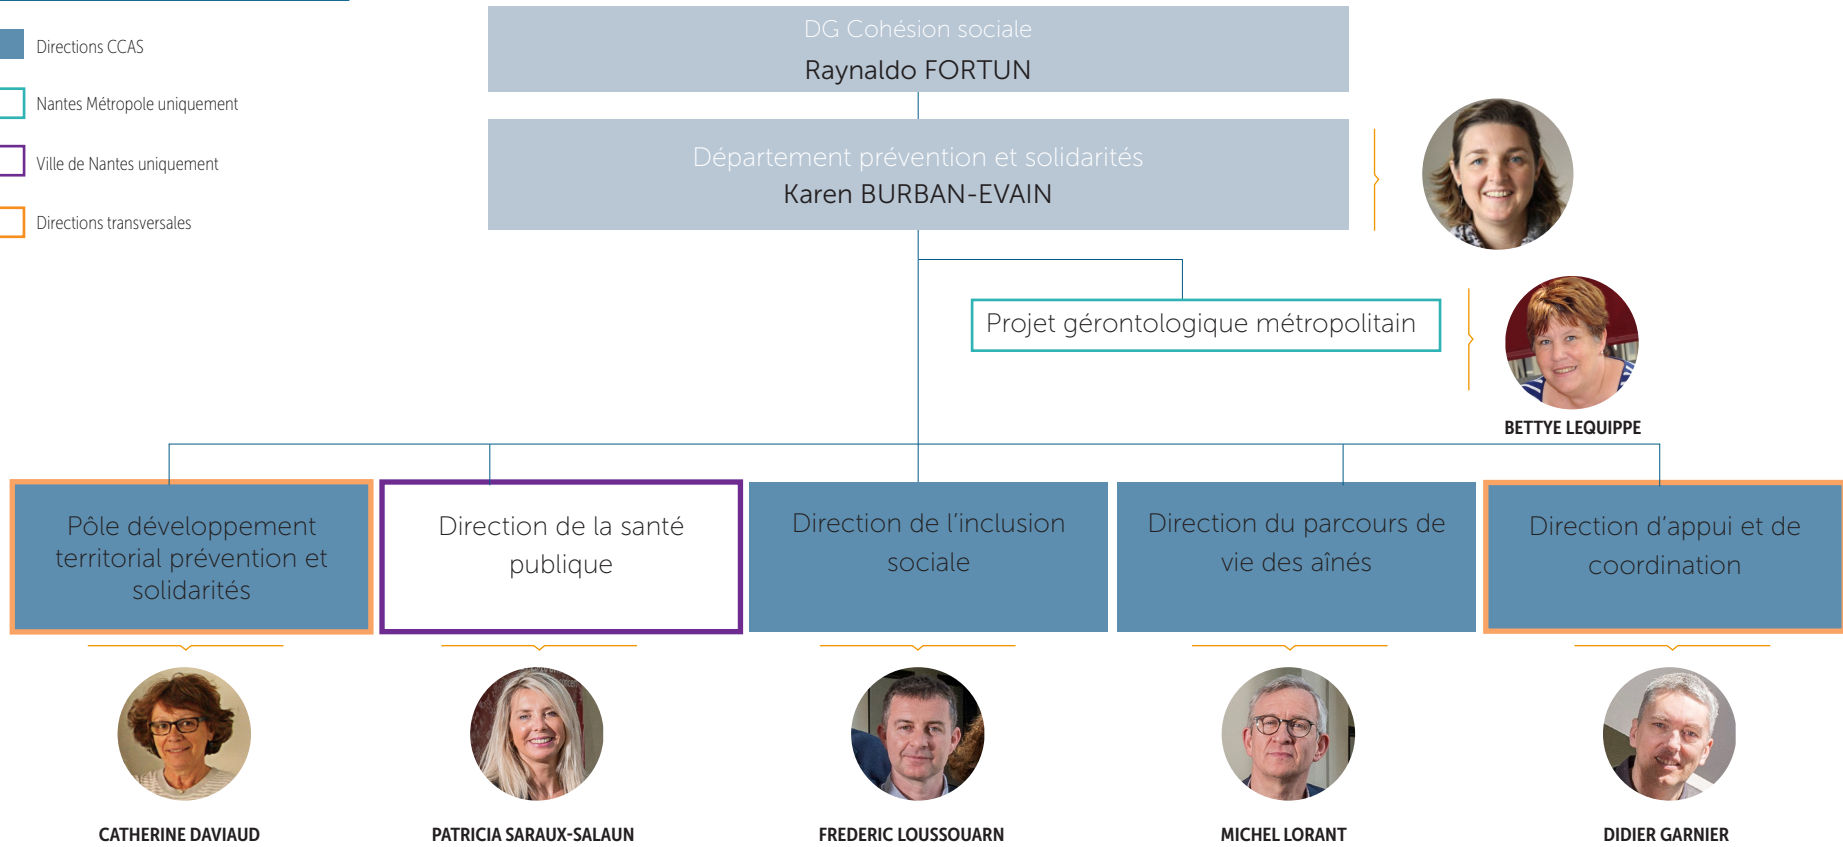 Directions CCAS
Nantes Métropole uniquement
Ville de Nantes uniquement
Directions transversales
DG Cohésion sociale
Raynaldo FORTUN
Département prévention et solidarités
Karen BURBAN-EVAIN
Projet gérontologique métropolitain
BETTYE LEQUIPPE
Pôle développement
territorial prévention et
solidarités
Direction de la santé
publique
Direction de l’inclusion
sociale
Direction du parcours de
vie des aînés
Direction d’appui et de
coordination
CATHERINE DAVIAUD
PATRICIA SARAUX-SALAUN
FREDERIC LOUSSOUARN
MICHEL LORANT
DIDIER GARNIER